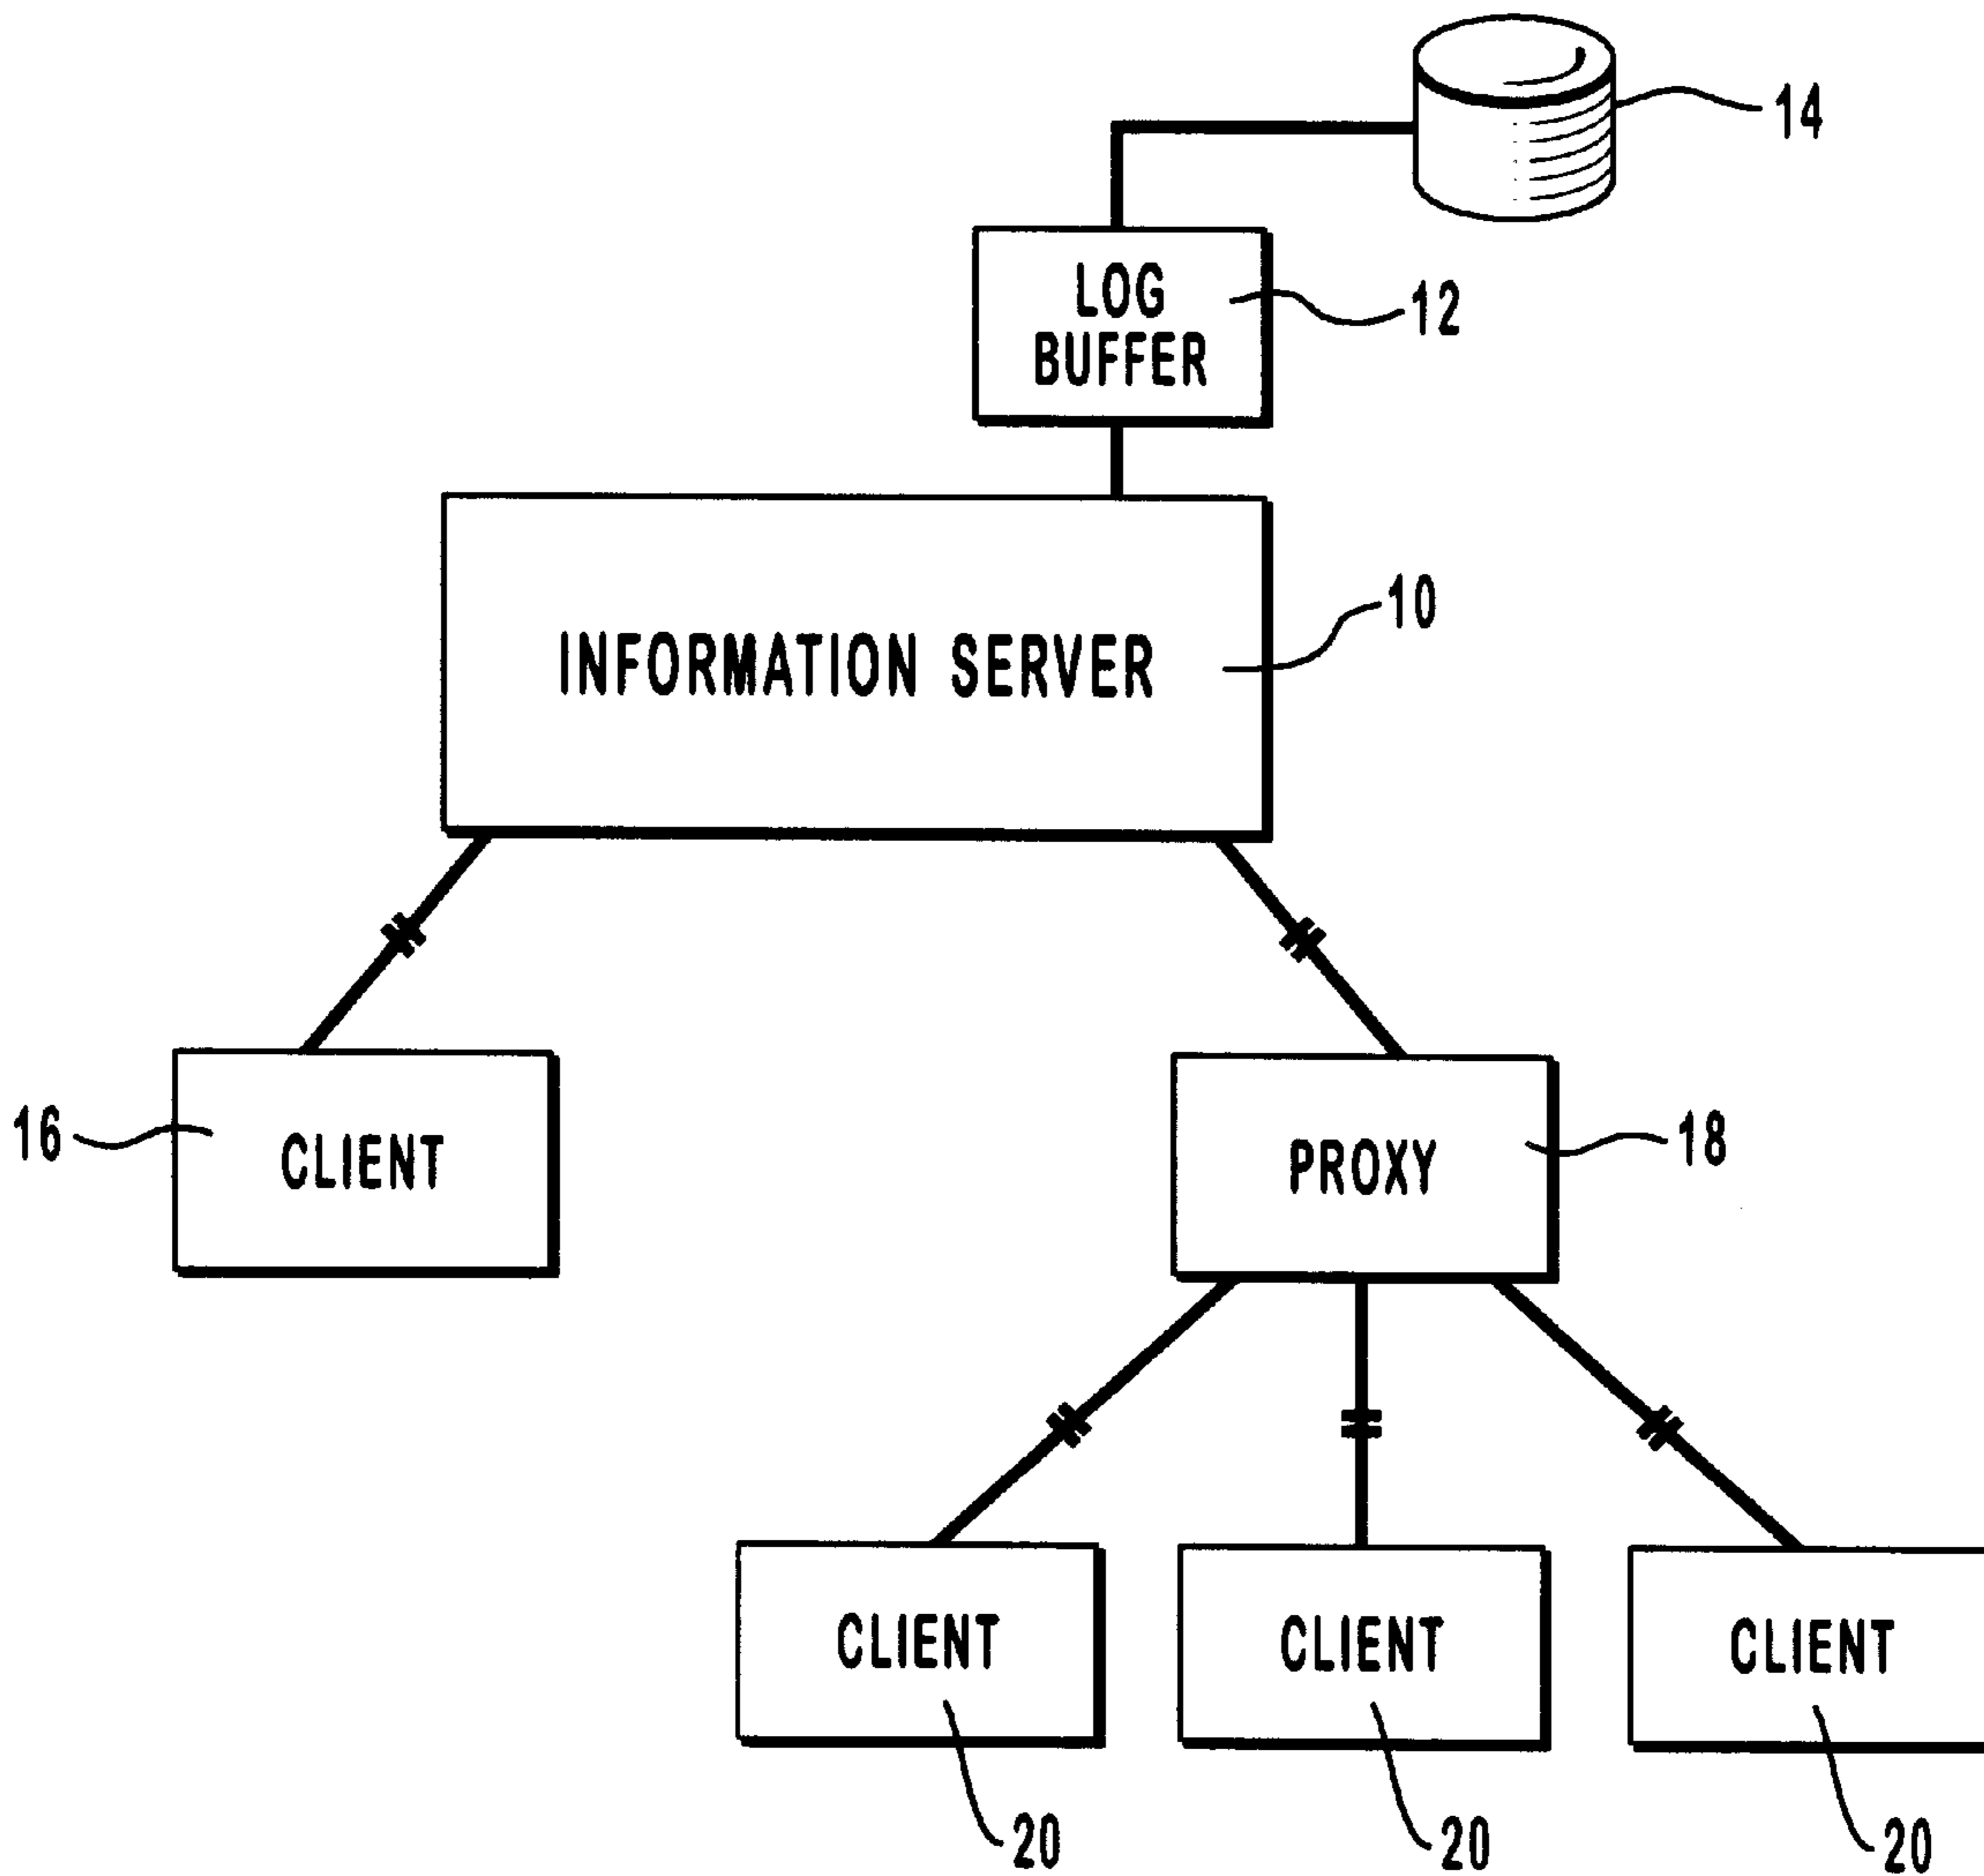 14
LOG
BUFFER
12
INFORMATION SERVER
10
16
CLIENT
PROXY
18
CLIENT
CLIENT
CLIENT
20
20
20